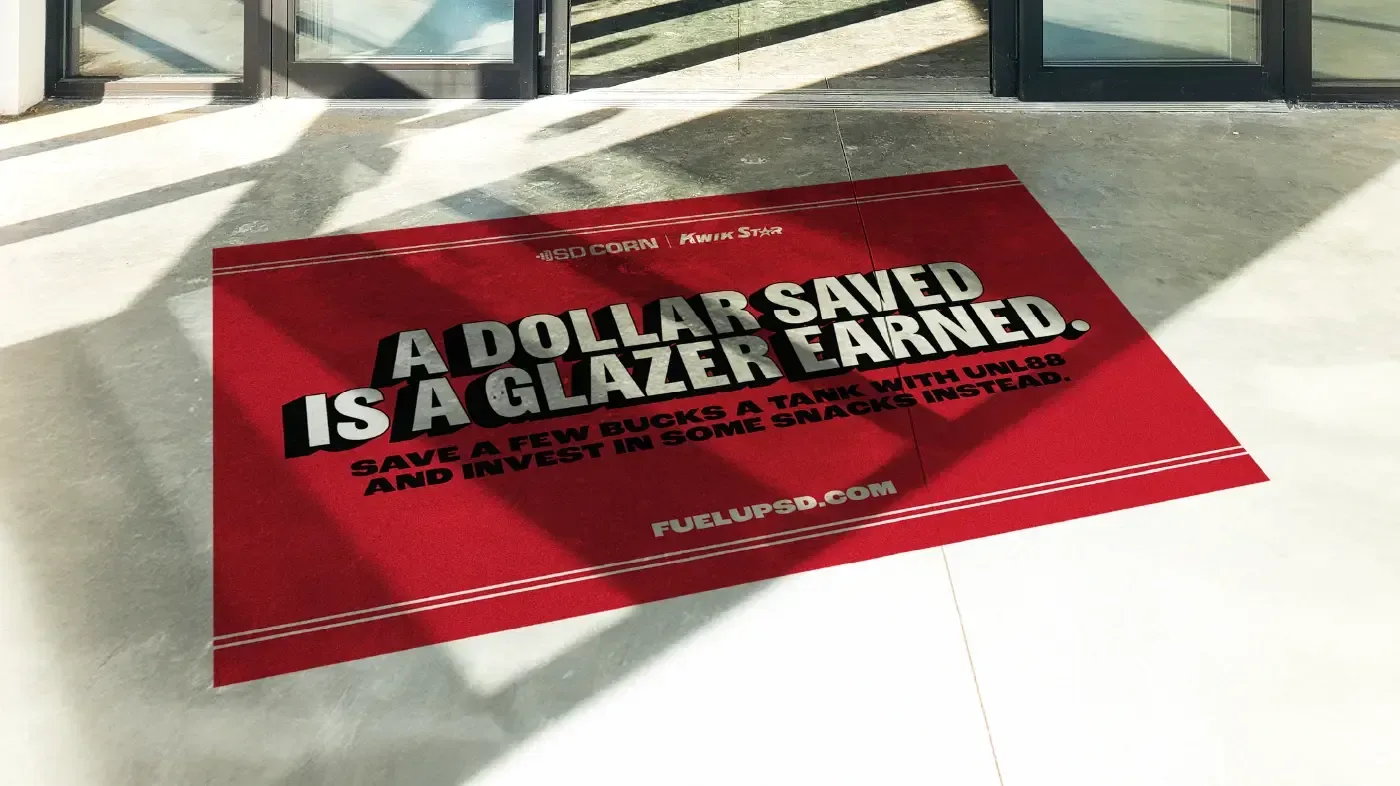 SD CORN | KWIK STAR
A DOLLAR SAVED
IS A GLAZER EARNED.
SAVE A FEW BUCKS A TANK WITH UNL88
AND INVEST IN SOME SNACKS INSTEAD.
FUELUPSD.COM